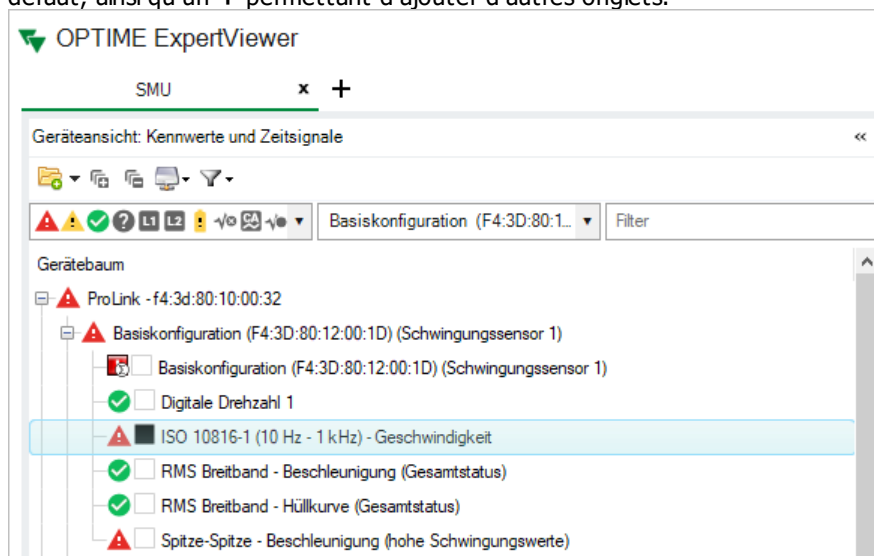 défaut, ainsi qu'un + permettant d'ajouter d'autres onglets.
OPTIME ExpertViewer
SMU x +
Geräteansicht: Kennwerte und Zeitsignale «
L1 L2 CA Basiskonfiguration (F4:3D:80:1... Filter
Gerätebaum
ProLink - f4:3d:80:10:00:32
Basiskonfiguration (F4:3D:80:12:00:1D) (Schwingungssensor 1)
Basiskonfiguration (F4:3D:80:12:00:1D) (Schwingungssensor 1)
Digitale Drehzahl 1
ISO 10816-1 (10 Hz - 1 kHz) - Geschwindigkeit
RMS Breitband - Beschleunigung (Gesamtstatus)
RMS Breitband - Hüllkurve (Gesamtstatus)
Spitze-Spitze - Beschleunigung (hohe Schwingungswerte)